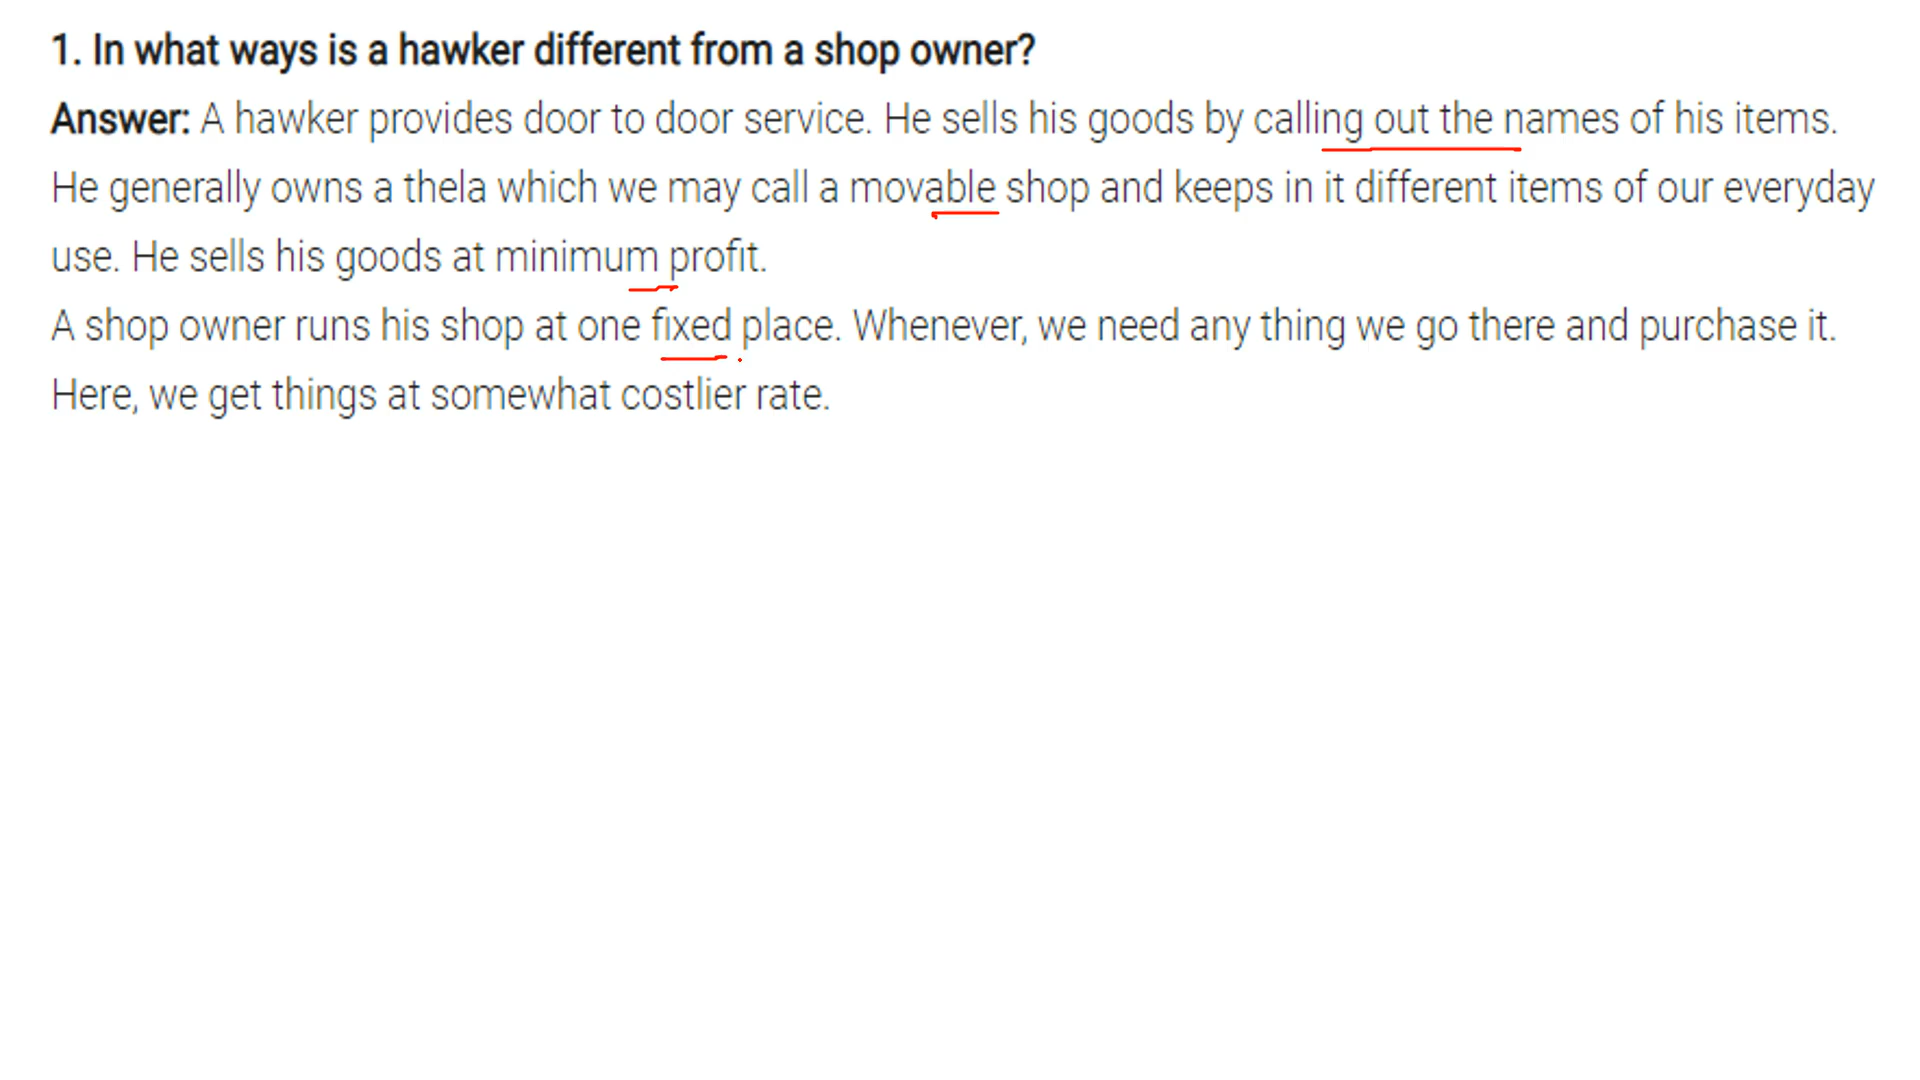 1. In what ways is a hawker different from a shop owner?
Answer: A hawker provides door to door service. He sells his goods by calling out the names of his items.
He generally owns a thela which we may call a movable shop and keeps in it different items of our everyday
use. He sells his goods at minimum profit.
A shop owner runs his shop at one fixed place. Whenever, we need any thing we go there and purchase it.
Here, we get things at somewhat costlier rate.